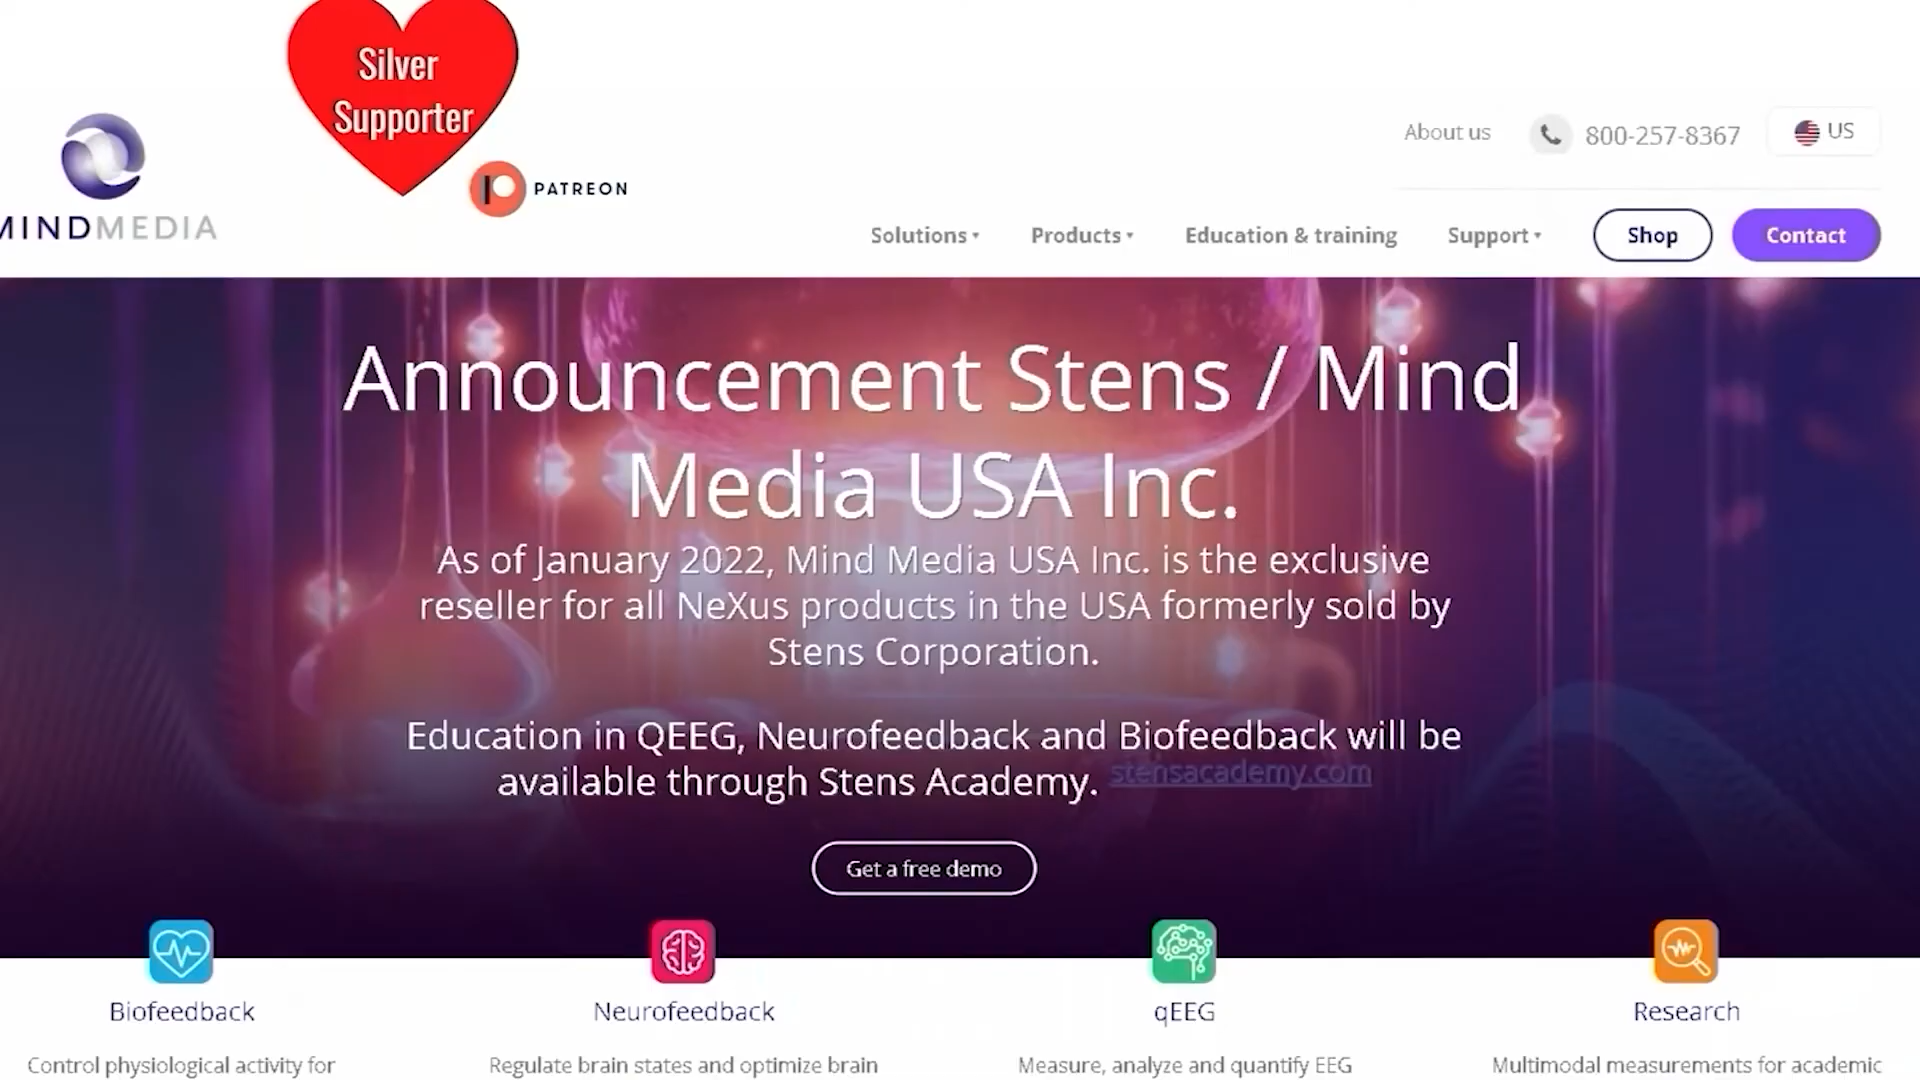 Silver
Supporter
PATREON
MINDMEDIA
About us
800-257-8367
US
Solutions
Products
Education & training
Support
Shop
Contact
Announcement Stens / Mind
Media USA Inc.
As of January 2022, Mind Media USA Inc. is the exclusive
reseller for all NeXus products in the USA formerly sold by
Stens Corporation.
Education in QEEG, Neurofeedback and Biofeedback will be
available through Stens Academy. stensacademy.com
Get a free demo
Biofeedback
Neurofeedback
qEEG
Research
Control physiological activity for
Regulate brain states and optimize brain
Measure, analyze and quantify EEG
Multimodal measurements for academic